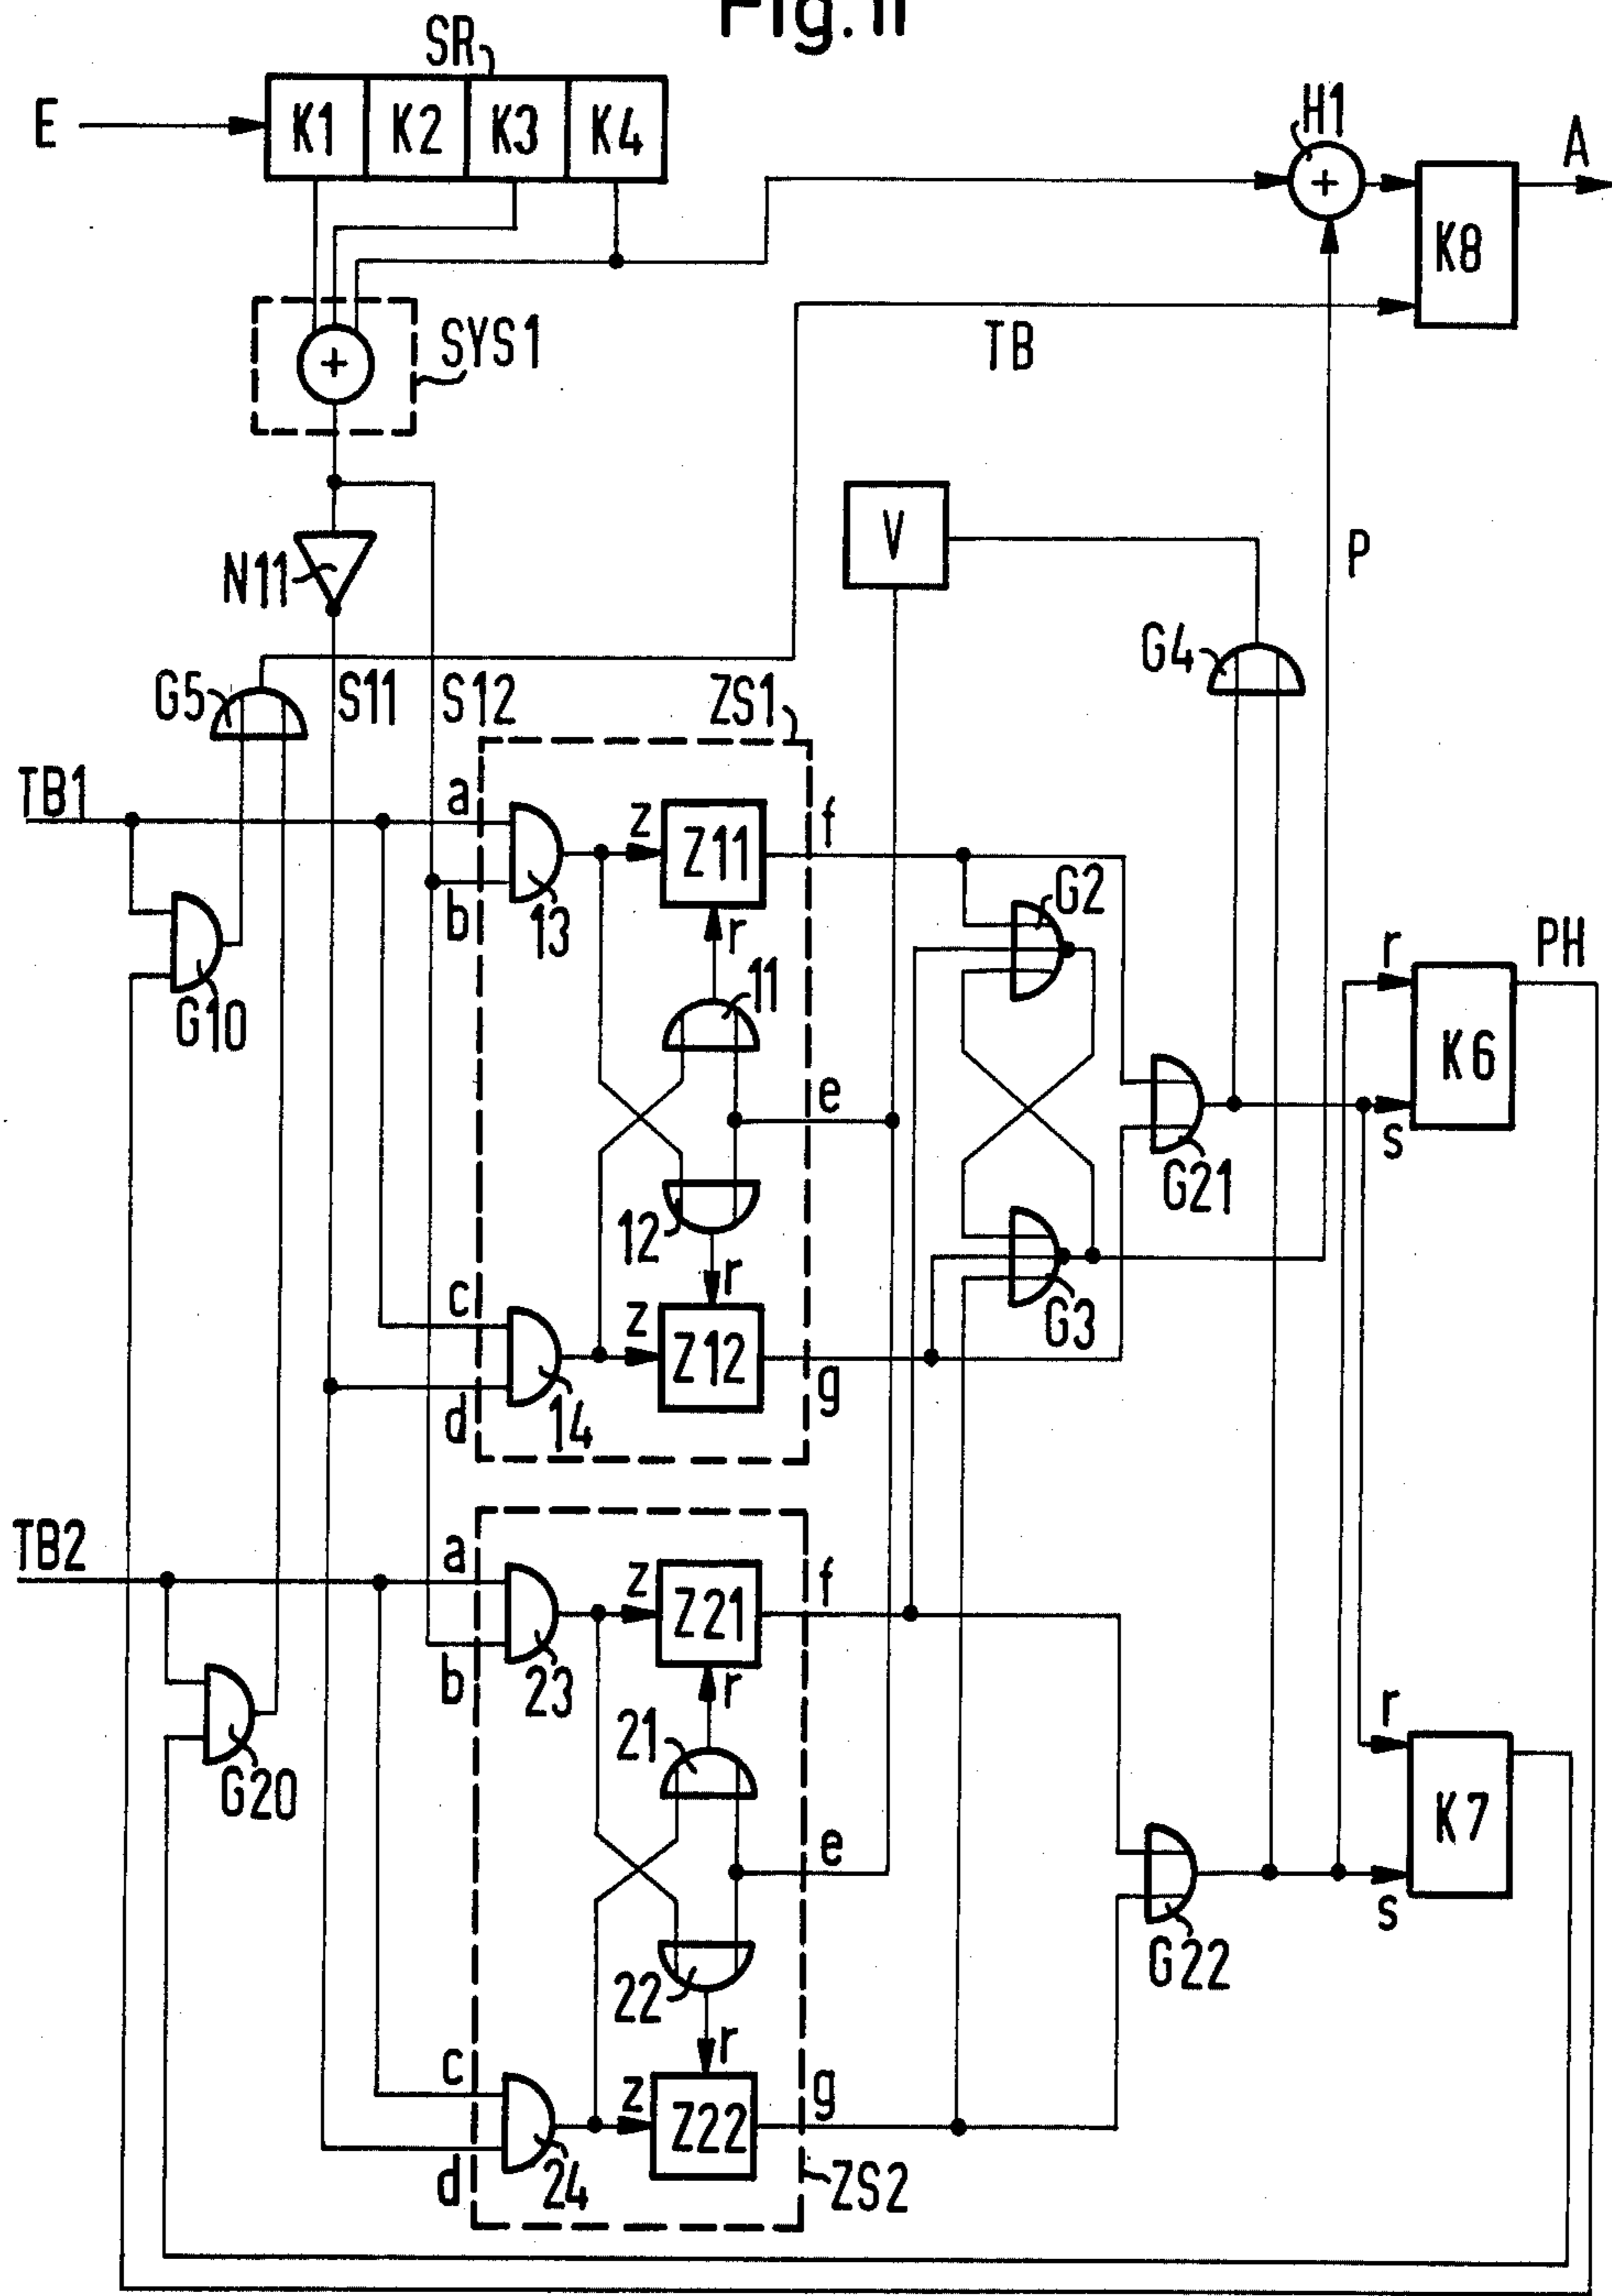 Fig. 11
SR
E
K1 K2 K3 K4
H1
A
K8
SYS1
TB
N11
V
P
G4
G5
S11
S12
ZS1
TB1
a
z
Z11
f
b
13
r
G2
G10
11
r
PH
K6
e
s
G21
12
r
c
z
Z12
G3
g
d
14
TB2
a
z
Z21
f
b
23
r
21
r
G20
K7
e
s
22
G22
r
c
z
Z22
g
d
24
ZS2
+
+